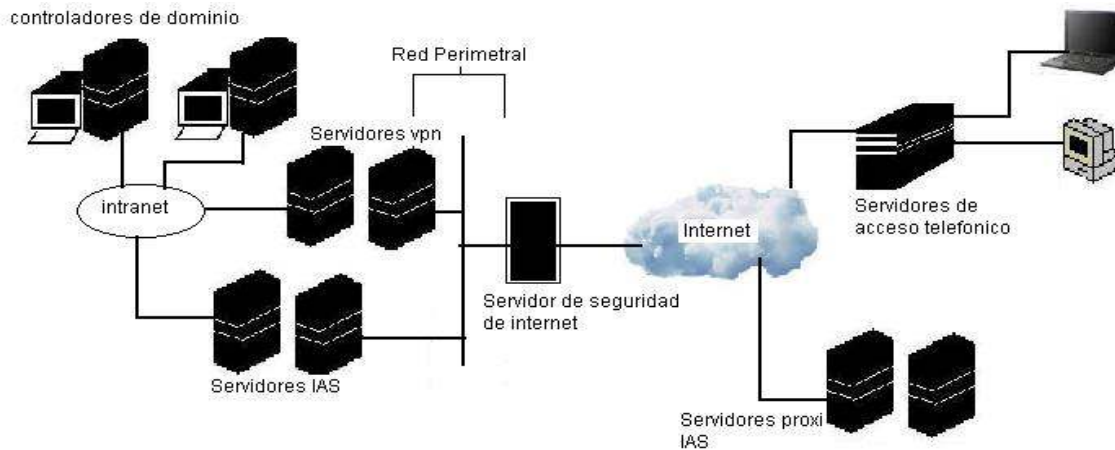 controladores de dominio
Red Perimetral
Servidores vpn
intranet
Internet
Servidores de
acceso telefonico
Servidor de seguridad
de internet
Servidores IAS
Servidores proxi
IAS